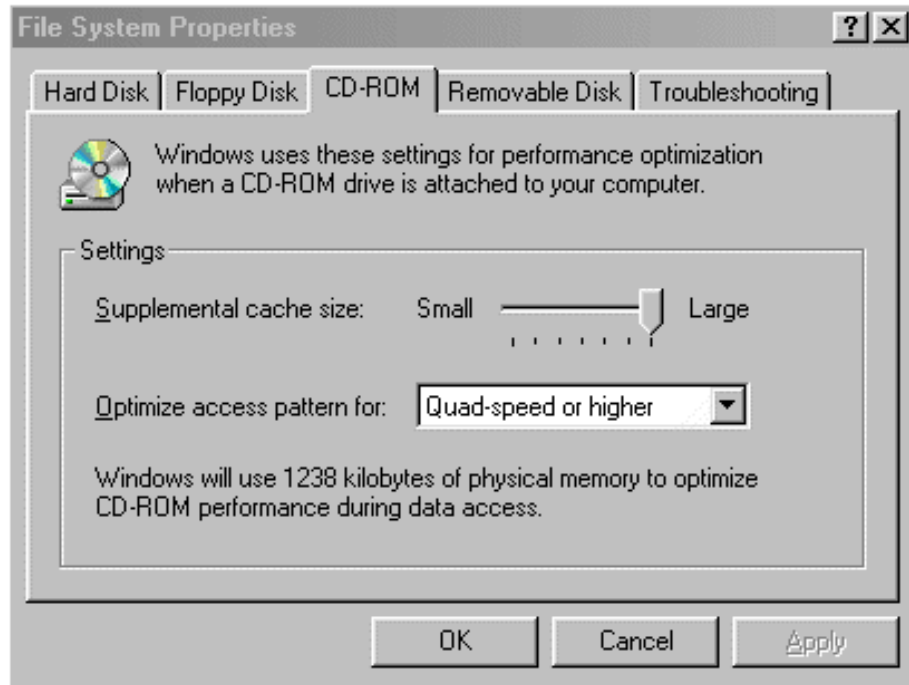 File System Properties
Hard Disk Floppy Disk CD-ROM Removable Disk Troubleshooting
Windows uses these settings for performance optimization
when a CD-ROM drive is attached to your computer.
Settings
Supplemental cache size: Small Large
Optimize access pattern for: Quad-speed or higher
Windows will use 1238 kilobytes of physical memory to optimize
CD-ROM performance during data access.
OK Cancel Apply